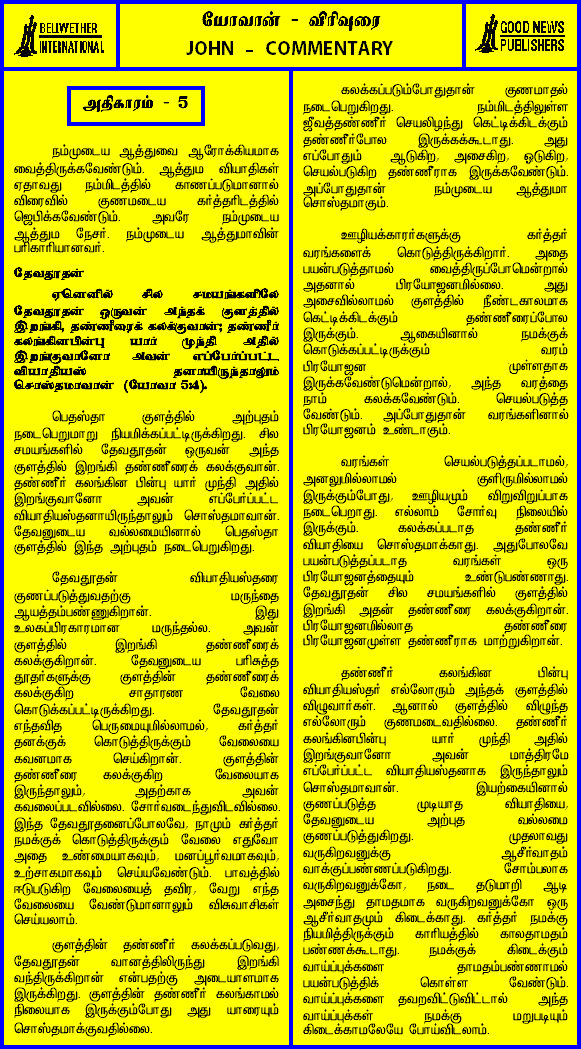 BELWETHER
INTERNATIONAL
யோவான் - விரிவுரை
JOHN - COMMENTARY
GOOD NEWS
PUBLISHERS
அதிகாரம் - 5
நம்முடைய ஆத்துமாவை ஆரோக்கியமாக
வைத்திருக்கவேண்டும். ஆத்தும வியாதிகள்
ஏதாவது நம்மிடத்தில் காணப்படுமானால்
விரைவில் குணமடைய கர்த்தரிடத்தில்
ஜெபிக்கவேண்டும். அவரே நம்முடைய
ஆத்தும நேசர். நம்முடைய ஆத்துமாவின்
பரிகாரியானவர்.
தேவதூதன்
ஏனெனில் சில சமயங்களிலே
தேவதூதன் ஒருவன் அந்தக் குளத்தில்
இறங்கி, தண்ணீரைக் கலக்குவான்; தண்ணீர்
கலங்கினபின்பு யார் முந்தி அதில்
இறங்குவானோ அவன் எப்பேர்ப்பட்ட
வியாதியஸ் தனாயிருந்தாலும்
சொஸ்தமாவான் (யோவா 5:4).
பெதஸ்தா குளத்தில் அற்புதம்
நடைபெறுமாறு நியமிக்கப்பட்டிருக்கிறது. சில
சமயங்களில் தேவதூதன் ஒருவன் அந்த
குளத்தில் இறங்கி தண்ணீரைக் கலக்குவான்.
தண்ணீர் கலங்கின பின்பு யார் முந்தி அதில்
இறங்குவானோ அவன் எப்பேர்ப்பட்ட
வியாதியஸ்தனாயிருந்தாலும் சொஸ்தமாவான்.
தேவனுடைய வல்லமையினால் பெதஸ்தா
குளத்தில் இந்த அற்புதம் நடைபெறுகிறது.
தேவதூதன் வியாதியஸ்தரை
குணப்படுத்துவதற்கு மருந்தை
ஆயத்தம்பண்ணுகிறான். இது
உலகப்பிரகாரமான மருந்தல்ல. அவன்
குளத்தில் இறங்கி தண்ணீரைக்
கலக்குகிறான். தேவனுடைய பரிசுத்த
தூதர்களுக்கு குளத்தின் தண்ணீரைக்
கலக்குகிற சாதாரண வேலை
கொடுக்கப்பட்டிருக்கிறது. தேவதூதன்
எந்தவித பெருமையுமில்லாமல், கர்த்தர்
தனக்குக் கொடுத்திருக்கும் வேலையை
கவனமாக செய்கிறான். குளத்தின்
தண்ணீரை கலக்குகிற வேலையாக
இருந்தாலும், அதற்காக அவன்
கவலைப்படவில்லை. சோர்வடைந்துவிடவில்லை.
இந்த தேவதூதனைப்போலவே, நாமும் கர்த்தர்
நமக்குக் கொடுத்திருக்கும் வேலை எதுவோ
அதை உண்மையாகவும், மனப்பூர்வமாகவும்,
உற்சாகமாகவும் செய்யவேண்டும். பாவத்தில்
ஈடுபடுகிற வேலையைத் தவிர, வேறு எந்த
வேலையை வேண்டுமானாலும் விசுவாசிகள்
செய்யலாம்.
குளத்தின் தண்ணீர் கலக்கப்படுவது,
தேவதூதன் வானத்திலிருந்து இறங்கி
வந்திருக்கிறான் என்பதற்கு அடையாளமாக
இருக்கிறது. குளத்தின் தண்ணீர் கலங்காமல்
நிலையாக இருக்கும்போது அது யாரையும்
சொஸ்தமாக்குவதில்லை.
கலக்கப்படும்போதுதான் குணமாதல்
நடைபெறுகிறது. நம்மிடத்திலுள்ள
ஜீவத்தண்ணீர் செயலிழந்து கெட்டிக்கிடக்கும்
தண்ணீர்போல இருக்கக்கூடாது. அது
எப்போதும் ஆடுகிற, அசைகிற, ஓடுகிற,
செயல்படுகிற தண்ணீராக இருக்கவேண்டும்.
அப்போதுதான் நம்முடைய ஆத்துமா
சொஸ்தமாகும்.
ஊழியக்காரர்களுக்கு கர்த்தர்
வரங்களைக் கொடுத்திருக்கிறார். அதை
பயன்படுத்தாமல் வைத்திருப்போமென்றால்
அதனால் பிரயோஜனமில்லை. அது
அசைவில்லாமல் குளத்தில் நீண்டகாலமாக
கெட்டிக்கிடக்கும் தண்ணீரைப்போல
இருக்கும். ஆகையினால் நமக்குக்
கொடுக்கப்பட்டிருக்கும் வரம்
பிரயோஜன முள்ளதாக
இருக்கவேண்டுமென்றால், அந்த வரத்தை
நாம் கலக்கவேண்டும். செயல்படுத்த
வேண்டும். அப்போதுதான் வரங்களினால்
பிரயோஜனம் உண்டாகும்.
வரங்கள் செயல்படுத்தப்படாமல்,
அனலுமில்லாமல் குளிருமில்லாமல்
இருக்கும்போது, ஊழியமும் விறுவிறுப்பாக
நடைபெறாது. எல்லாம் சோர்வு நிலையில்
இருக்கும். கலக்கப்படாத தண்ணீர்
வியாதியை சொஸ்தமாக்காது. அதுபோலவே
பயன்படுத்தப்படாத வரங்கள் ஒரு
பிரயோஜனத்தையும் உண்டுபண்ணாது.
தேவதூதன் சில சமயங்களில் குளத்தில்
இறங்கி அதன் தண்ணீரை கலக்குகிறான்.
பிரயோஜனமில்லாத தண்ணீரை
பிரயோஜனமுள்ள தண்ணீராக மாற்றுகிறான்.
தண்ணீர் கலங்கின பின்பு
வியாதியஸ்தர் எல்லோரும் அந்தக் குளத்தில்
விழுவார்கள். ஆனால் குளத்தில் விழுந்த
எல்லோரும் குணமடைவதில்லை. தண்ணீர்
கலங்கினபின்பு யார் முந்தி அதில்
இறங்குவானோ அவன் மாத்திரமே
எப்பேர்ப்பட்ட வியாதியஸ்தனாக இருந்தாலும்
சொஸ்தமாவான். இயற்கையினால்
குணப்படுத்த முடியாத வியாதியை,
தேவனுடைய அற்புத வல்லமை
குணப்படுத்துகிறது. முதலாவது
வருகிறவனுக்கு ஆசீர்வாதம்
வாக்குப்பண்ணப்படுகிறது. சோம்பலாக
வருகிறவனுக்கோ, நடை தடுமாறி ஆடி
அசைந்து தாமதமாக வருகிறவனுக்கோ ஒரு
ஆசீர்வாதமும் கிடைக்காது. கர்த்தர் நமக்கு
நியமித்திருக்கும் காரியத்தில் காலதாமதம்
பண்ணக்கூடாது. நமக்குக் கிடைக்கும்
வாய்ப்புக்களை தாமதம்பண்ணாமல்
பயன்படுத்திக் கொள்ள வேண்டும்.
வாய்ப்புக்களை தவறவிட்டுவிட்டால் அந்த
வாய்ப்புக்கள் நமக்கு மறுபடியும்
கிடைக்காமலேயே போய்விடலாம்.